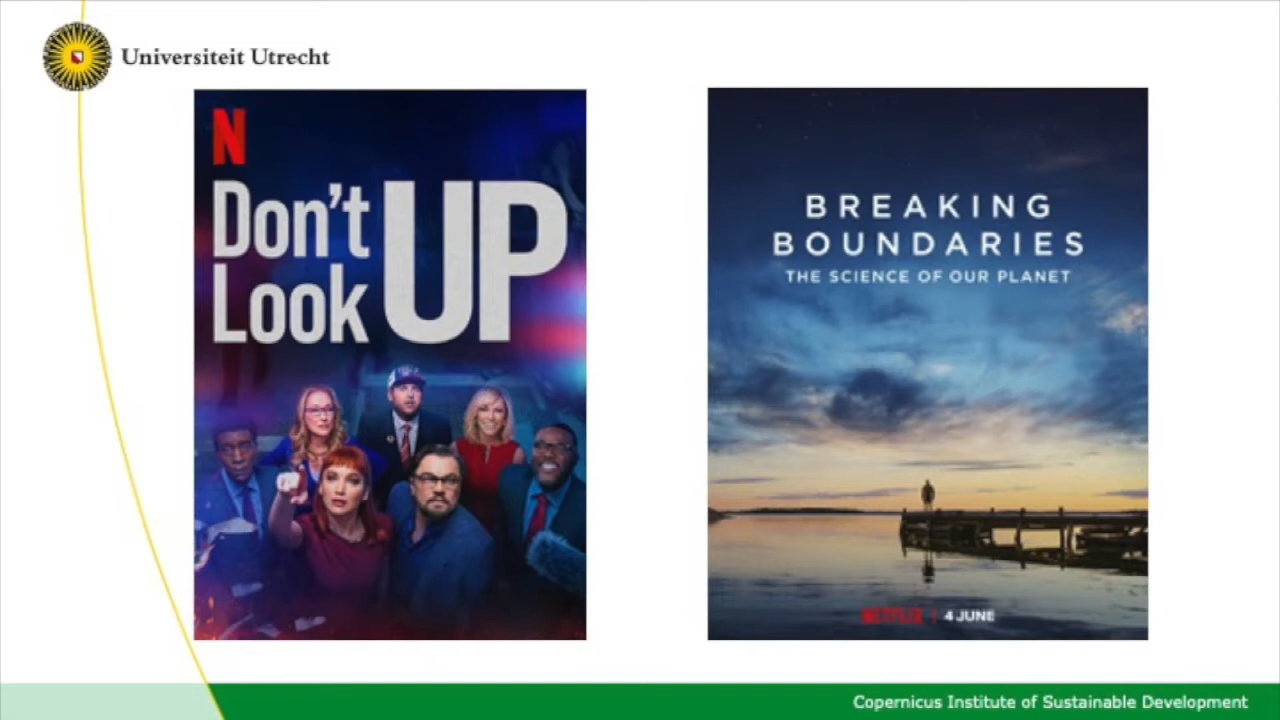 Universiteit Utrecht
N
Don't
Look
UP
BREAKING
BOUNDARIES
THE SCIENCE OF OUR PLANET
NETFLIX | 4 JUNE
Copernicus Institute of Sustainable Development